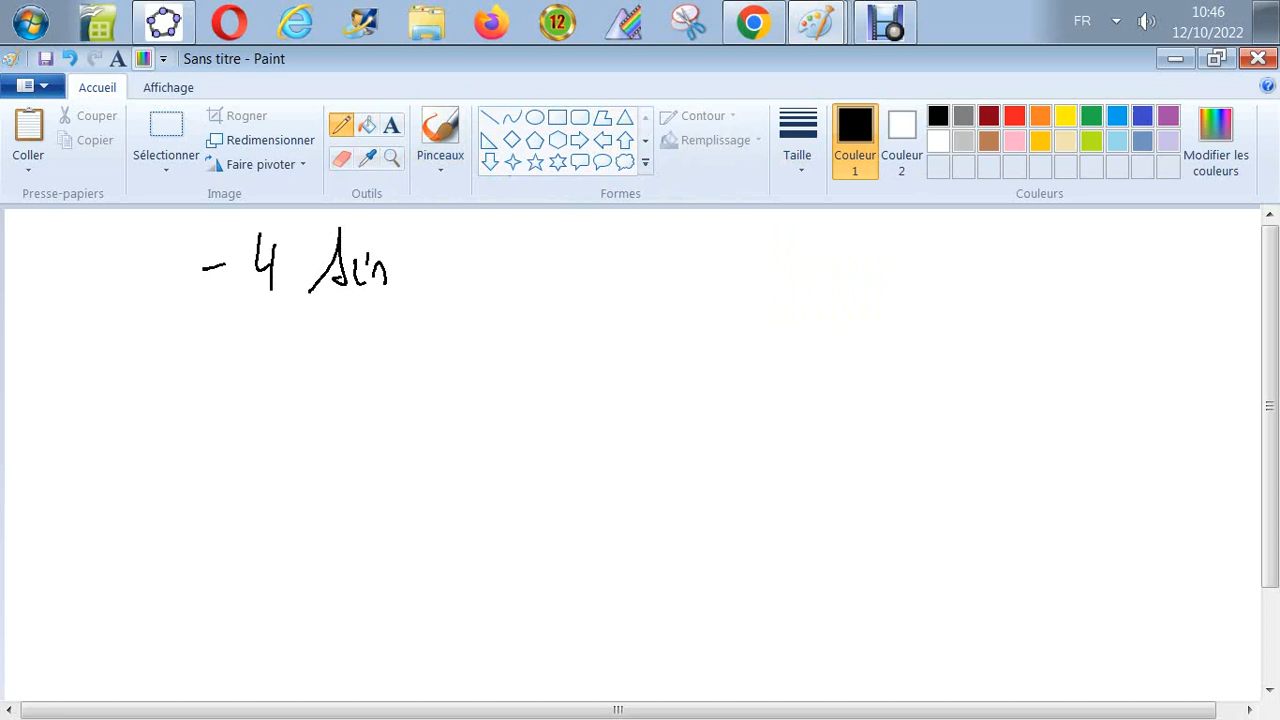 12
FR
10:46
12/10/2022
Sans titre - Paint
Accueil
Affichage
Coller
Couper
Copier
Presse-papiers
Sélectionner
Rogner
Redimensionner
Faire pivoter
Image
Outils
Pinceaux
Contour
Remplissage
Formes
Taille
Couleur 1
Couleur 2
Modifier les couleurs
Couleurs
- 4 sin